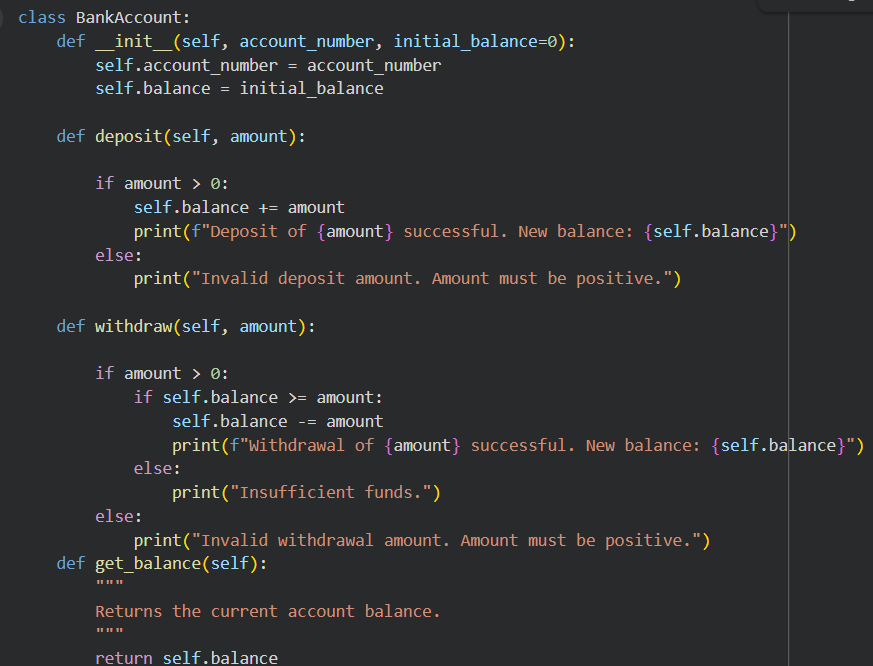 class BankAccount:
    def __init__(self, account_number, initial_balance=0):
        self.account_number = account_number
        self.balance = initial_balance

    def deposit(self, amount):

        if amount > 0:
            self.balance += amount
            print(f"Deposit of {amount} successful. New balance: {self.balance}")
        else:
            print("Invalid deposit amount. Amount must be positive.")

    def withdraw(self, amount):

        if amount > 0:
            if self.balance >= amount:
                self.balance -= amount
                print(f"Withdrawal of {amount} successful. New balance: {self.balance}")
            else:
                print("Insufficient funds.")
        else:
            print("Invalid withdrawal amount. Amount must be positive.")
    def get_balance(self):
        """
        Returns the current account balance.
        """
        return self.balance